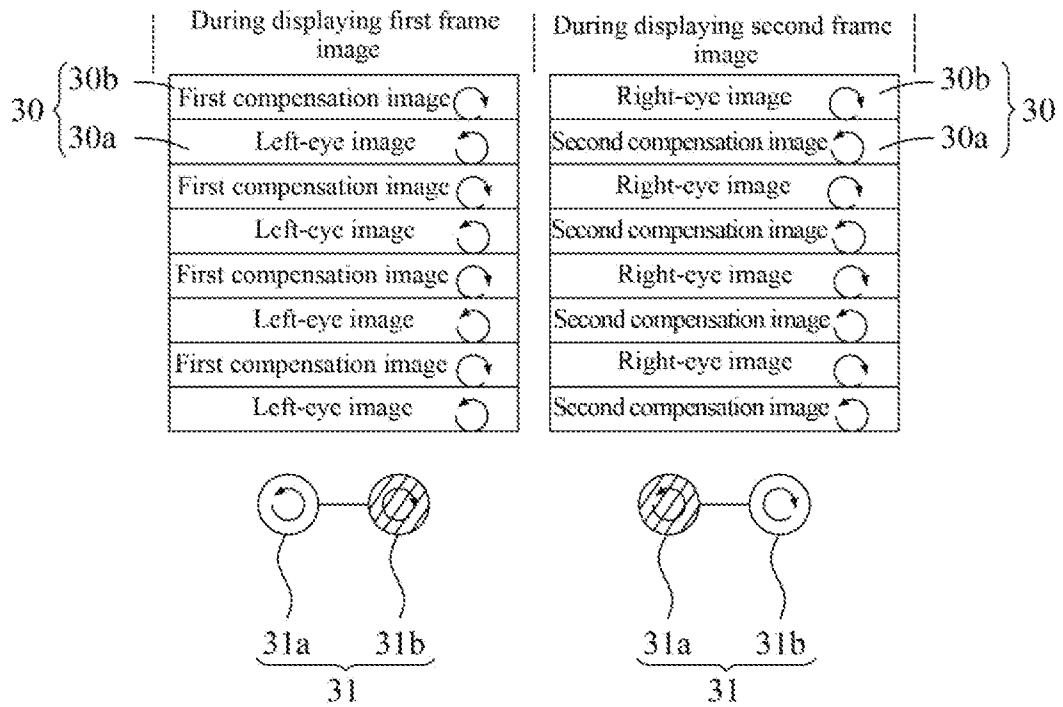 During displaying first frame
image
During displaying second frame
image
30
30b
30a
First compensation image
Left-eye image
First compensation image
Left-eye image
First compensation image
Left-eye image
First compensation image
Left-eye image
Right-eye image
Second compensation image
Right-eye image
Second compensation image
Right-eye image
Second compensation image
Right-eye image
Second compensation image
30b
30a
30
31a
31b
31
31a
31b
31